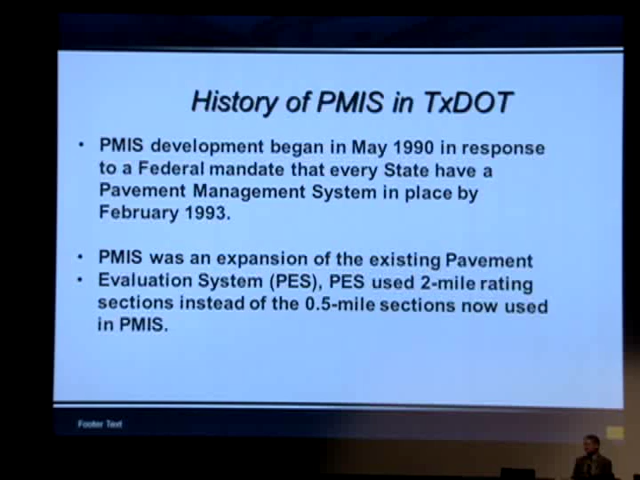 History of PMIS in TxDOT
• PMIS development began in May 1990 in response
to a Federal mandate that every State have a
Pavement Management System in place by
February 1993.
• PMIS was an expansion of the existing Pavement
• Evaluation System (PES), PES used 2-mile rating
sections instead of the 0.5-mile sections now used
in PMIS.
Footer Text